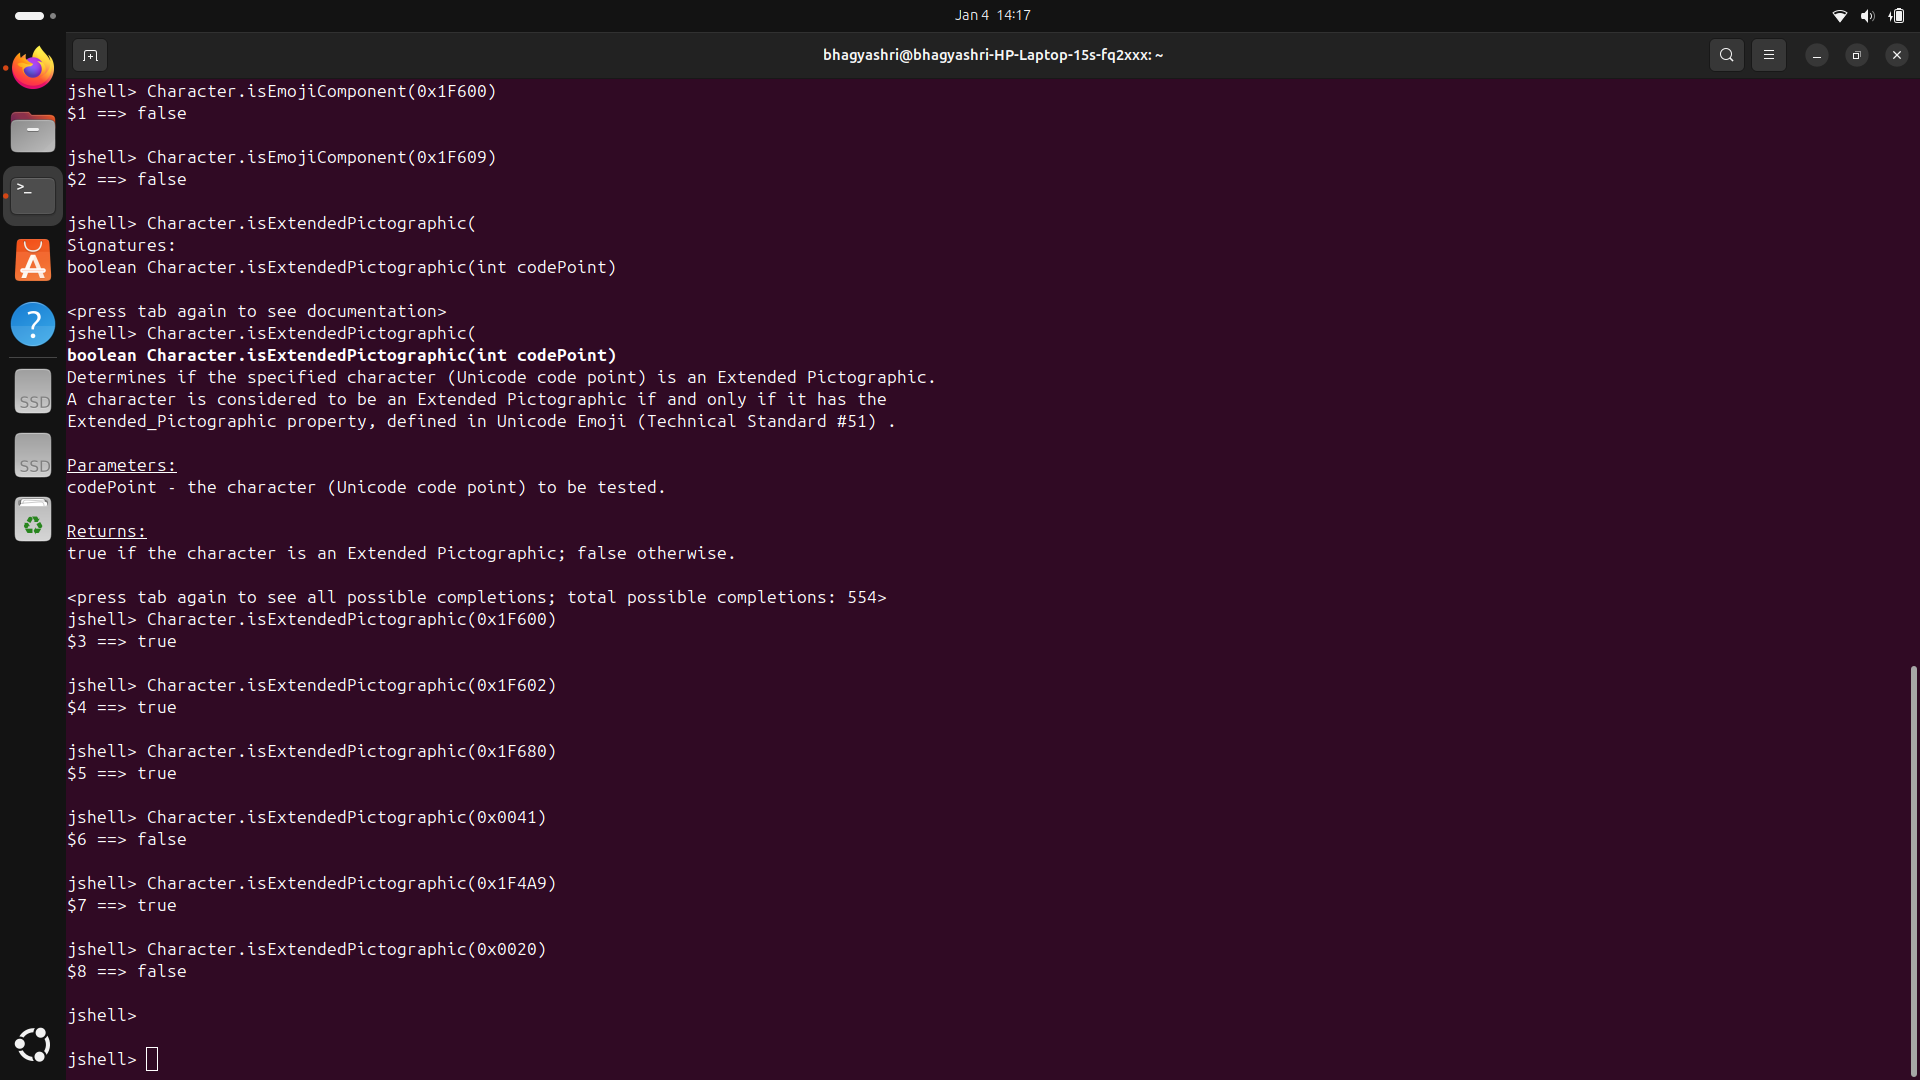 Jan 4 14:17
bhagyashri@bhagyashri-HP-Laptop-15s-fq2xxx: ~
jshell> Character.isEmojiComponent(0x1F600)
$1 ==> false
jshell> Character.isEmojiComponent(0x1F609)
$2 ==> false
jshell> Character.isExtendedPictographic(
Signatures:
boolean Character.isExtendedPictographic(int codePoint)
<press tab again to see documentation>
jshell> Character.isExtendedPictographic(
boolean Character.isExtendedPictographic(int codePoint)
Determines if the specified character (Unicode code point) is an Extended Pictographic.
A character is considered to be an Extended Pictographic if and only if it has the
Extended_Pictographic property, defined in Unicode Emoji (Technical Standard #51) .
Parameters:
codePoint - the character (Unicode code point) to be tested.
Returns:
true if the character is an Extended Pictographic; false otherwise.
<press tab again to see all possible completions; total possible completions: 554>
jshell> Character.isExtendedPictographic(0x1F600)
$3 ==> true
jshell> Character.isExtendedPictographic(0x1F602)
$4 ==> true
jshell> Character.isExtendedPictographic(0x1F680)
$5 ==> true
jshell> Character.isExtendedPictographic(0x0041)
$6 ==> false
jshell> Character.isExtendedPictographic(0x1F4A9)
$7 ==> true
jshell> Character.isExtendedPictographic(0x0020)
$8 ==> false
jshell>
jshell>
>_
A
?
SSD
SSD